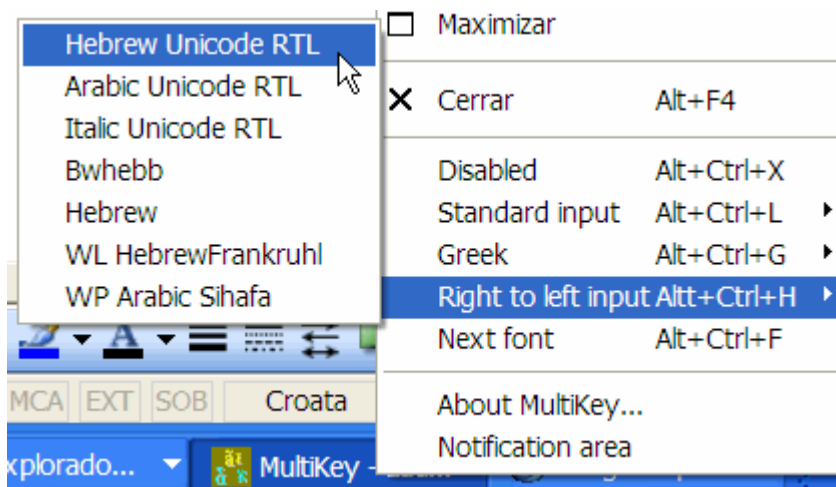 Hebrew Unicode RTL
Arabic Unicode RTL
Italic Unicode RTL
Bwhebb
Hebrew
WL HebrewFrankruhl
WP Arabic Sihafa
Maximizar
Cerrar Alt+F4
Disabled Alt+Ctrl+X
Standard input Alt+Ctrl+L
Greek Alt+Ctrl+G
Right to left input Altt+Ctrl+H
Next font Alt+Ctrl+F
About MultiKey...
Notification area
A
MCA EXT SOB Croata
xplorado... MultiKey -